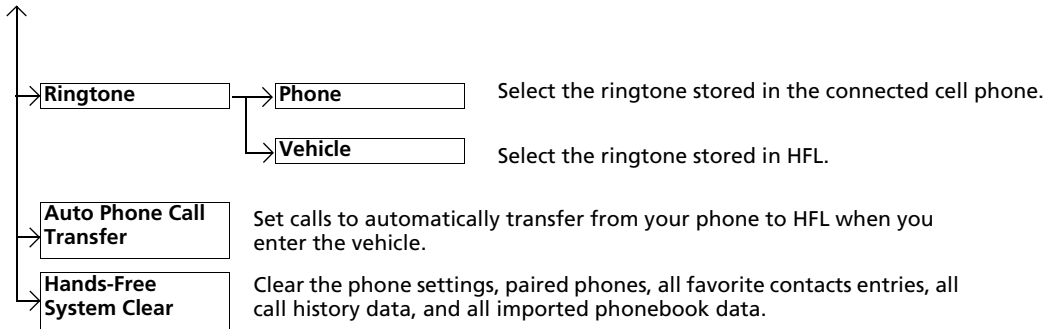 Ringtone
Phone
Select the ringtone stored in the connected cell phone.
Vehicle
Select the ringtone stored in HFL.
Auto Phone Call
Transfer
Set calls to automatically transfer from your phone to HFL when you
enter the vehicle.
Hands-Free
System Clear
Clear the phone settings, paired phones, all favorite contacts entries, all
call history data, and all imported phonebook data.